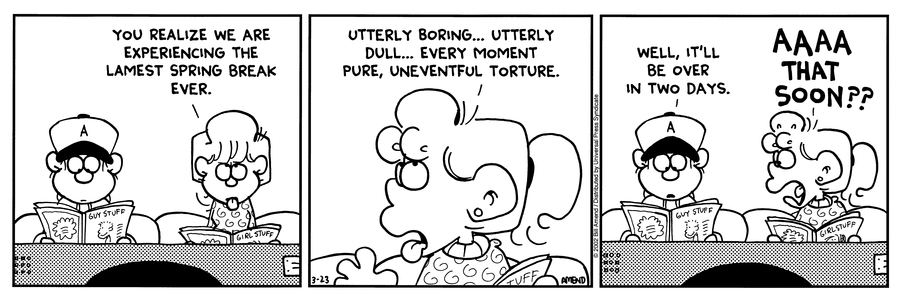 YOU REALIZE WE ARE
EXPERIENCING THE
LAMEST SPRING BREAK
EVER.
A
GUY STUFF
GIRL STUFF
UTTERLY BORING... UTTERLY
DULL... EVERY MOMENT
PURE, UNEVENTFUL TORTURE.
3-23
TUFF
AMEND
© 2002 Bill Amend / Distributed by Universal Press Syndicate
WELL, IT'LL
BE OVER
IN TWO DAYS.
AAAA
THAT
SOON??
A
GUY STUFF
GIRL STUFF